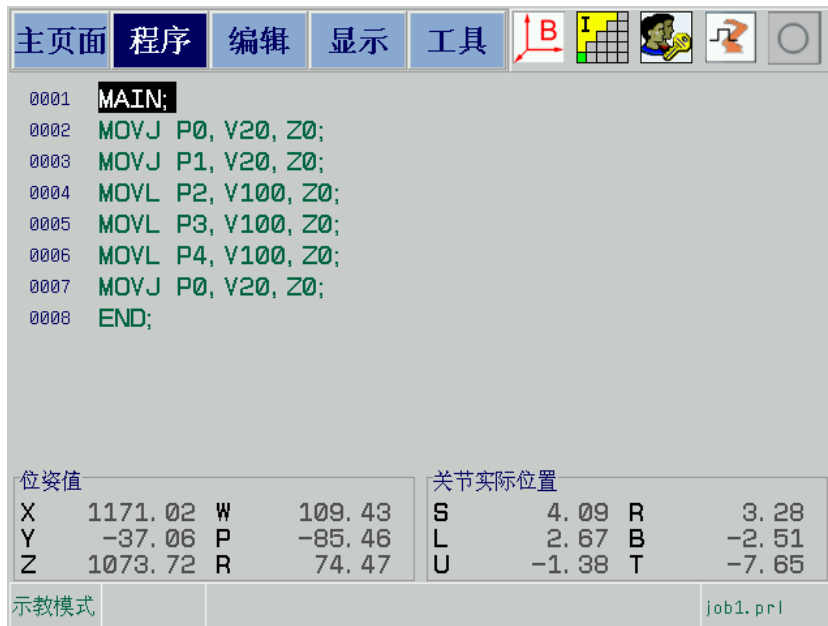 主页面 程序 编辑 显示 工具 B I
0001 MAIN;
0002 MOVJ P0, V20, Z0;
0003 MOVJ P1, V20, Z0;
0004 MOVL P2, V100, Z0;
0005 MOVL P3, V100, Z0;
0006 MOVL P4, V100, Z0;
0007 MOVJ P0, V20, Z0;
0008 END;
位姿值 关节实际位置
X 1171.02 W 109.43 S 4.09 R 3.28
Y -37.06 P -85.46 L 2.67 B -2.51
Z 1073.72 R 74.47 U -1.38 T -7.65
示教模式 job1.prl